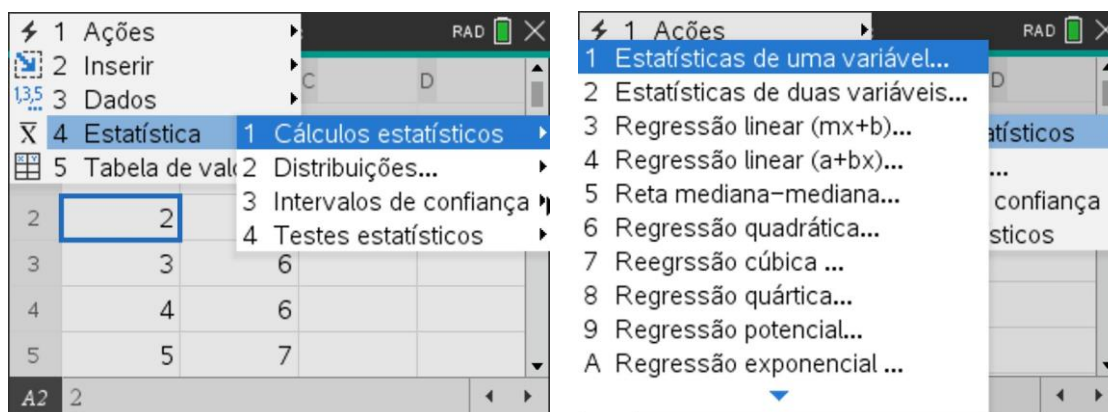 1 Ações RAD
2 Inserir
C D
1,3,5 3 Dados
X 4 Estatística 1 Cálculos estatísticos
5 Tabela de valo 2 Distribuições...
3 Intervalos de confiança
4 Testes estatísticos
2 2
3 3 6
4 4 6
5 5 7
A2 2
1 Ações RAD
1 Estatísticas de uma variável...
D
2 Estatísticas de duas variáveis...
3 Regressão linear (mx+b)...
atísticos
4 Regressão linear (a+bx)...
...
5 Reta mediana–mediana...
confiança
6 Regressão quadrática...
sticos
7 Reegrssão cúbica ...
8 Regressão quártica...
9 Regressão potencial...
A Regressão exponencial ...